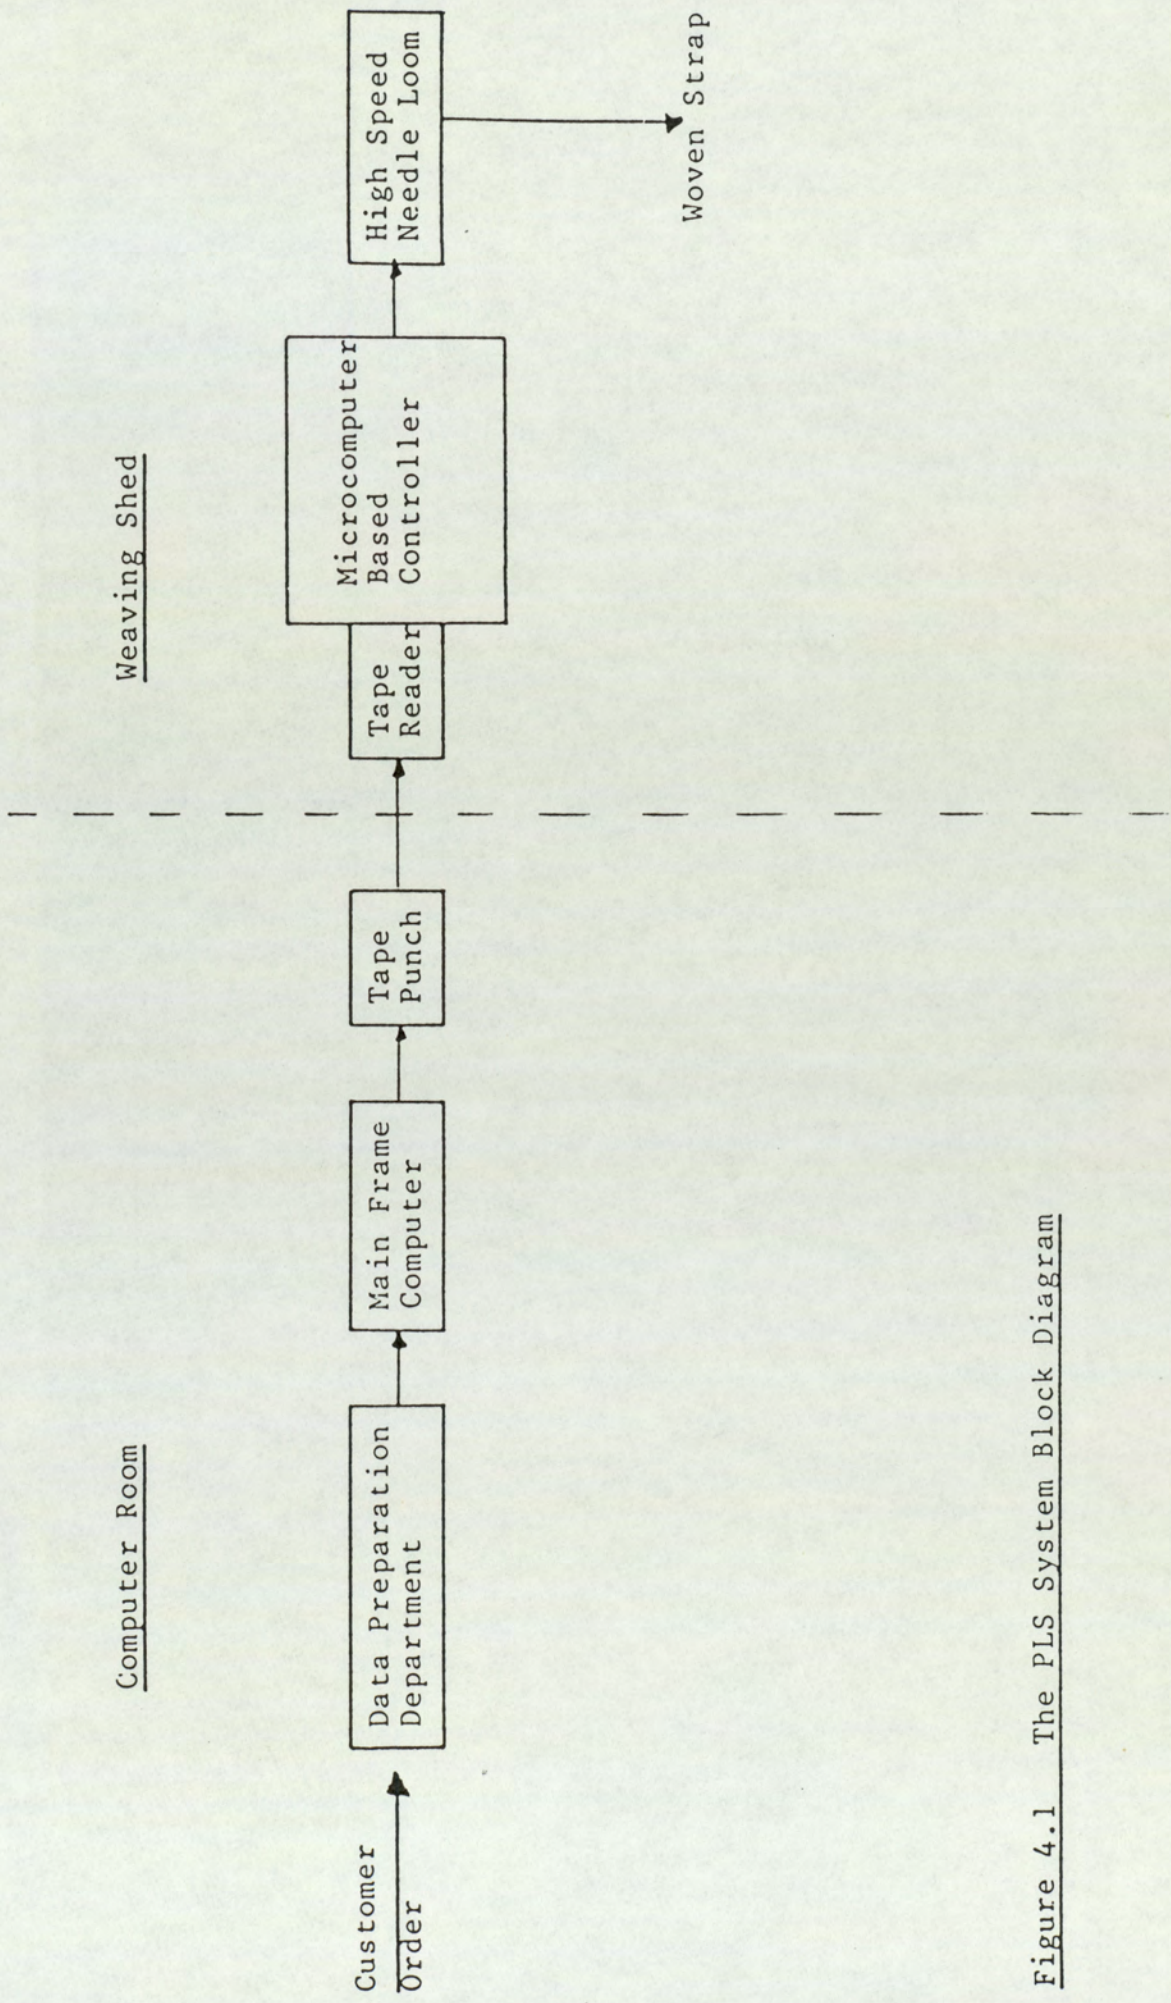 Computer Room
Weaving Shed
Customer
Order
Data Preparation
Department
Main Frame
Computer
Tape
Punch
Tape
Reader
Microcomputer
Based
Controller
High Speed
Needle Loom
Woven Strap
Figure 4.1 The PLS System Block Diagram